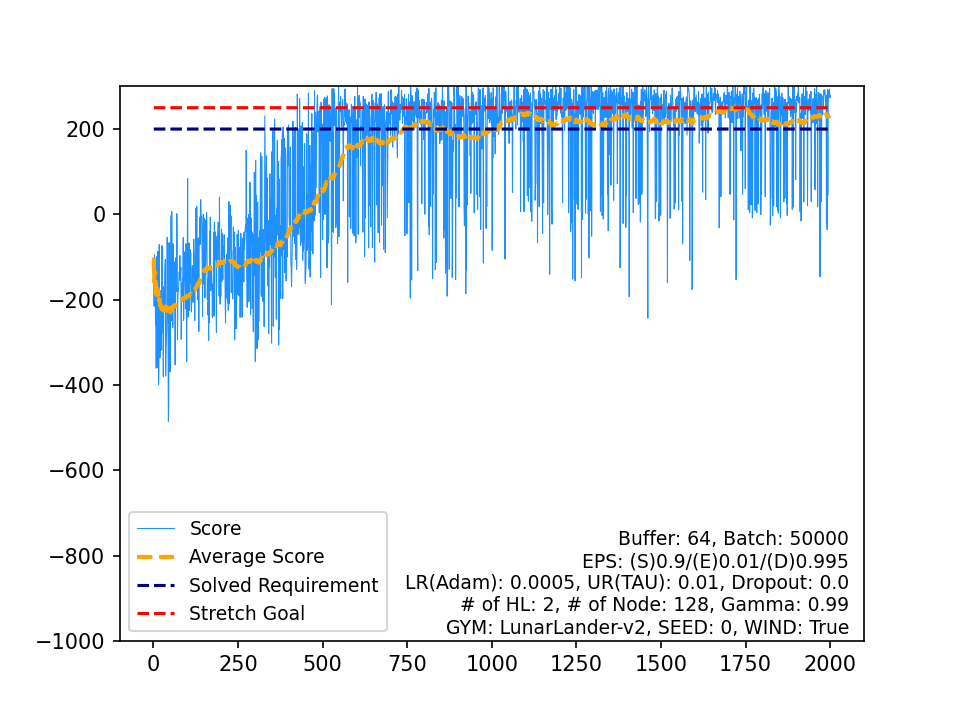 200
0
−200
−400
−600
−800
−1000
0
250
500
750
1000
1250
1500
1750
2000
Score
Average Score
Solved Requirement
Stretch Goal
Buffer: 64, Batch: 50000
EPS: (S)0.9/(E)0.01/(D)0.995
LR(Adam): 0.0005, UR(TAU): 0.01, Dropout: 0.0
# of HL: 2, # of Node: 128, Gamma: 0.99
GYM: LunarLander-v2, SEED: 0, WIND: True